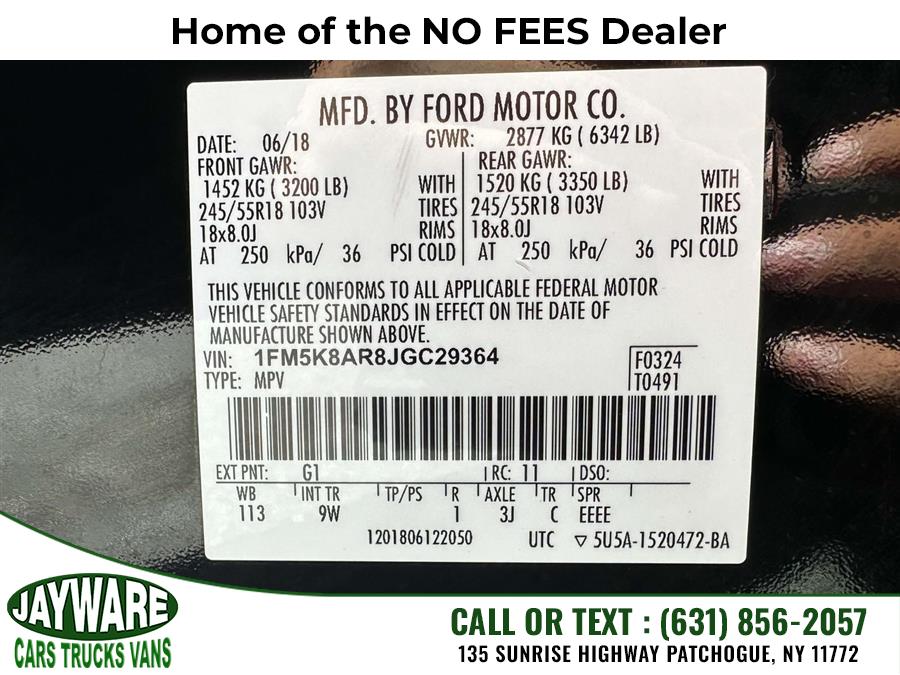 Home of the NO FEES Dealer
MFD. BY FORD MOTOR CO.
DATE: 06/18 GVWR: 2877 KG ( 6342 LB)
FRONT GAWR: REAR GAWR:
1452 KG ( 3200 LB) WITH 1520 KG ( 3350 LB) WITH
245/55R18 103V TIRES 245/55R18 103V TIRES
18x8.0J RIMS 18x8.0J RIMS
AT 250 kPa/ 36 PSI COLD AT 250 kPa/ 36 PSI COLD
THIS VEHICLE CONFORMS TO ALL APPLICABLE FEDERAL MOTOR
VEHICLE SAFETY STANDARDS IN EFFECT ON THE DATE OF
MANUFACTURE SHOWN ABOVE.
VIN: 1FM5K8AR8JGC29364 F0324
TYPE: MPV T0491
EXT PNT: G1 RC: 11 DSO:
WB INT TR TP/PS R AXLE TR SPR
113 9W 1 3J C EEEE
1201806122050 UTC ▽ 5U5A-1520472-BA
JAYWARE
CARS TRUCKS VANS
CALL OR TEXT : (631) 856-2057
135 SUNRISE HIGHWAY PATCHOGUE, NY 11772